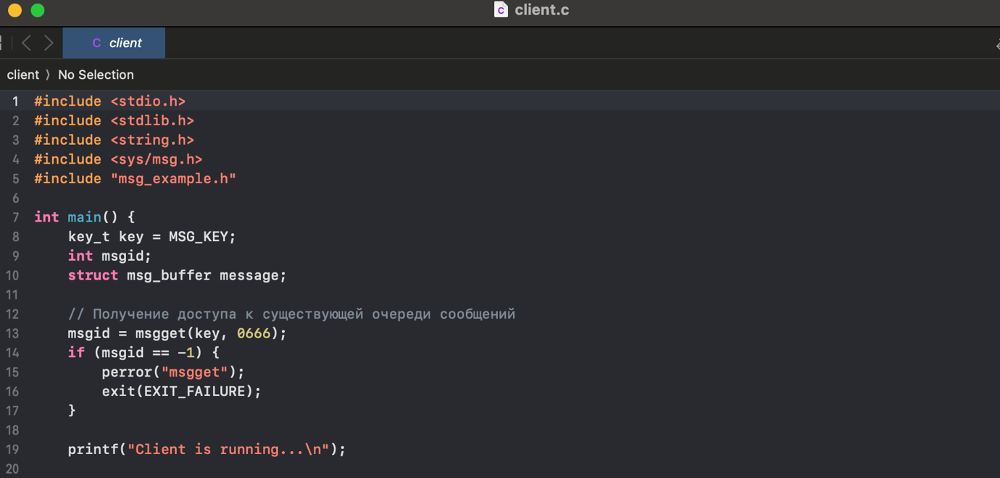 client.c
C client
client 〉 No Selection
1 #include <stdio.h>
2 #include <stdlib.h>
3 #include <string.h>
4 #include <sys/msg.h>
5 #include "msg_example.h"
6
7 int main() {
8     key_t key = MSG_KEY;
9     int msgid;
10     struct msg_buffer message;
11
12     // Получение доступа к существующей очереди сообщений
13     msgid = msgget(key, 0666);
14     if (msgid == -1) {
15         perror("msgget");
16         exit(EXIT_FAILURE);
17     }
18
19     printf("Client is running...\n");
20